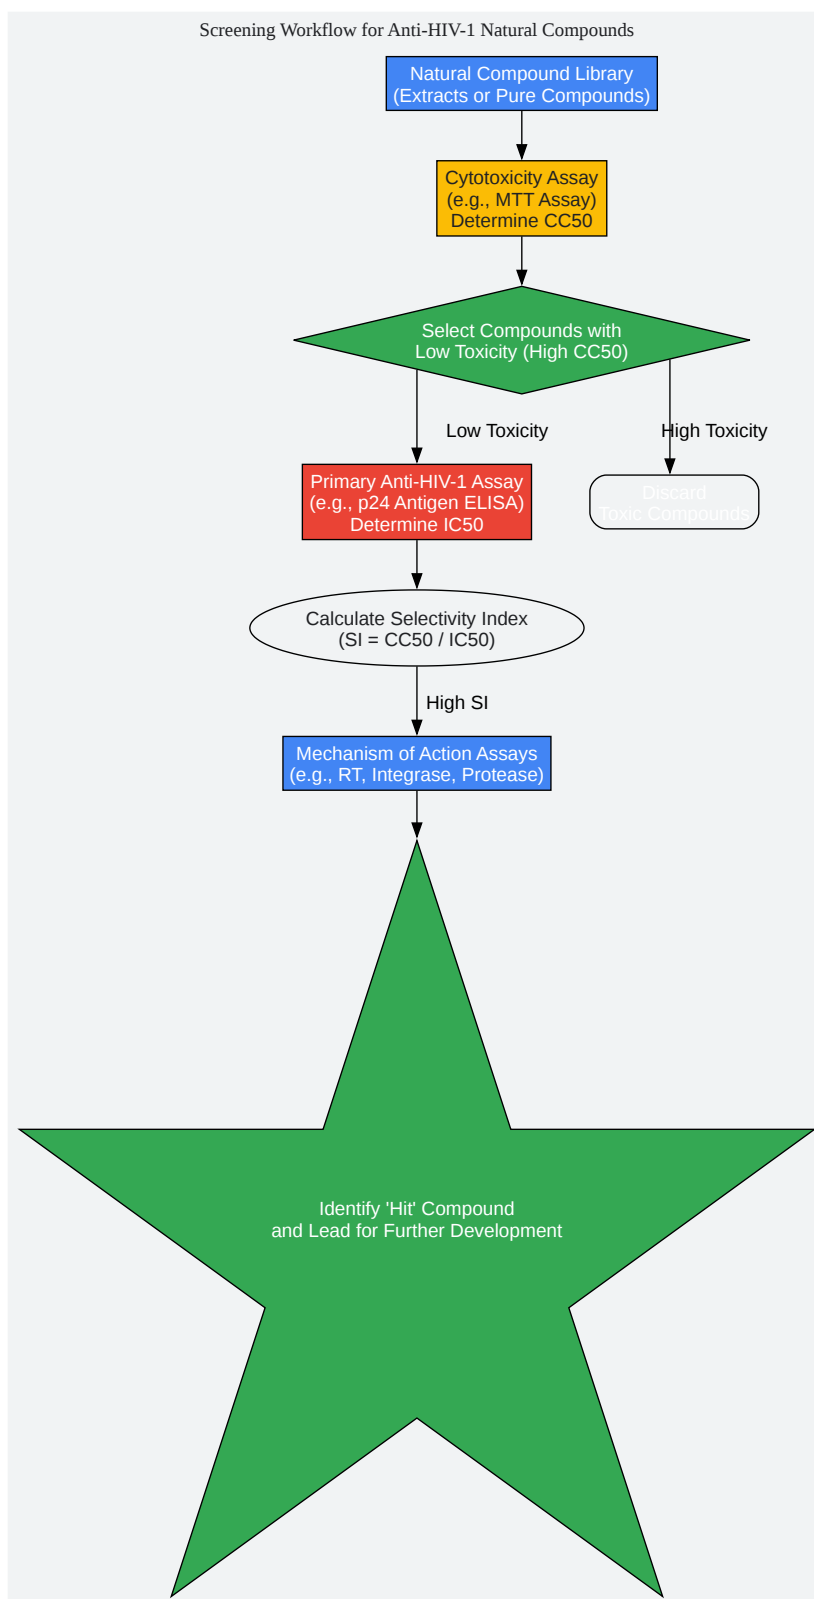 Screening Workflow for Anti-HIV-1 Natural Compounds
Natural Compound Library
(Extracts or Pure Compounds)
Cytotoxicity Assay
(e.g., MTT Assay)
Determine CC50
Select Compounds with
Low Toxicity (High CC50)
Low Toxicity
High Toxicity
Primary Anti-HIV-1 Assay
(e.g., p24 Antigen ELISA)
Determine IC50
Discard
Toxic Compounds
Calculate Selectivity Index
(SI = CC50 / IC50)
High SI
Mechanism of Action Assays
(e.g., RT, Integrase, Protease)
Identify 'Hit' Compound
and Lead for Further Development